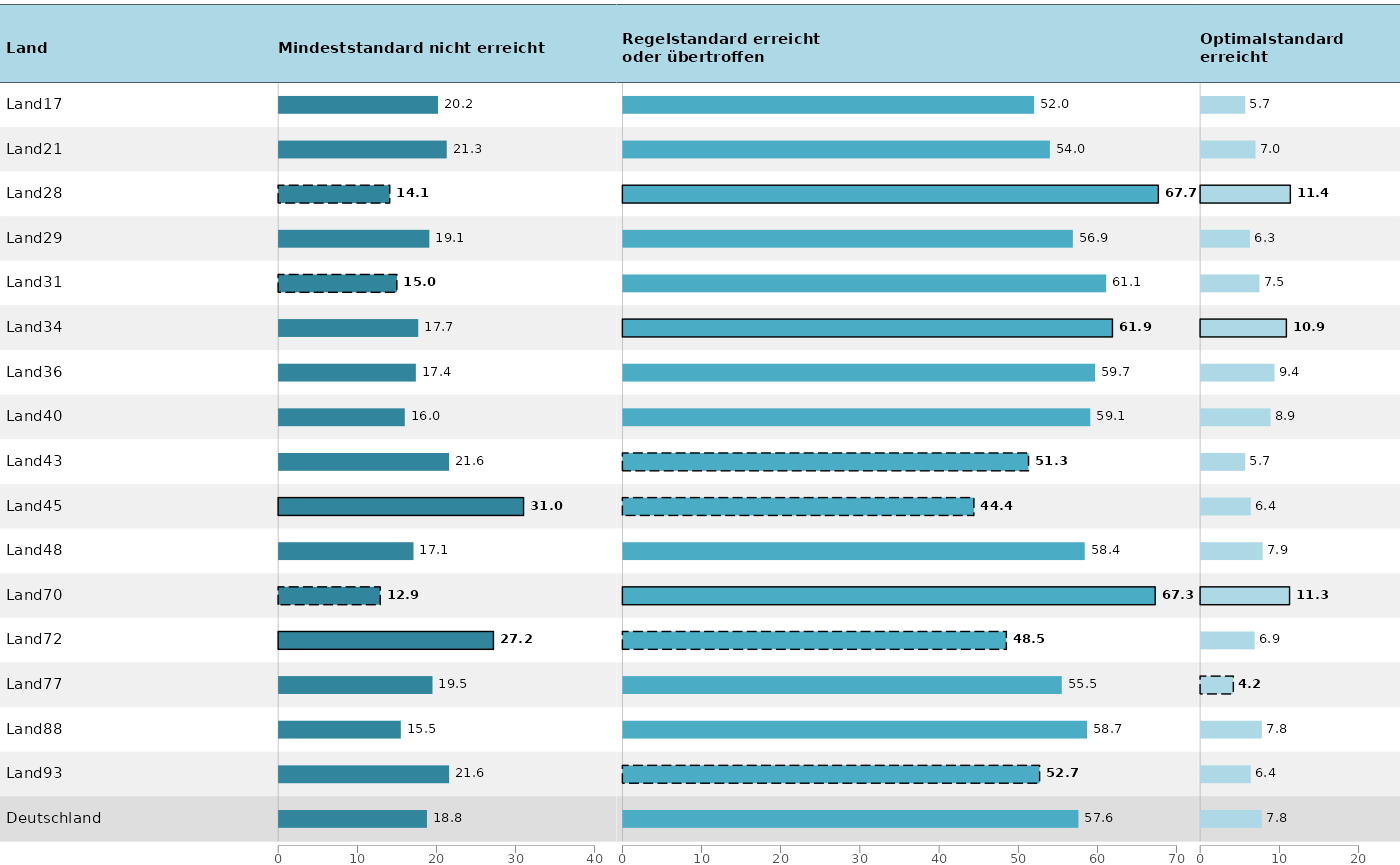 Land Mindeststandard nicht erreicht Regelstandard erreicht oder übertroffen Optimalstandard erreicht
Land17 20.2 52.0 5.7
Land21 21.3 54.0 7.0
Land28 14.1 67.7 11.4
Land29 19.1 56.9 6.3
Land31 15.0 61.1 7.5
Land34 17.7 61.9 10.9
Land36 17.4 59.7 9.4
Land40 16.0 59.1 8.9
Land43 21.6 51.3 5.7
Land45 31.0 44.4 6.4
Land48 17.1 58.4 7.9
Land70 12.9 67.3 11.3
Land72 27.2 48.5 6.9
Land77 19.5 55.5 4.2
Land88 15.5 58.7 7.8
Land93 21.6 52.7 6.4
Deutschland 18.8 57.6 7.8
0 10 20 30 40 0 10 20 30 40 50 60 70 0 10 20